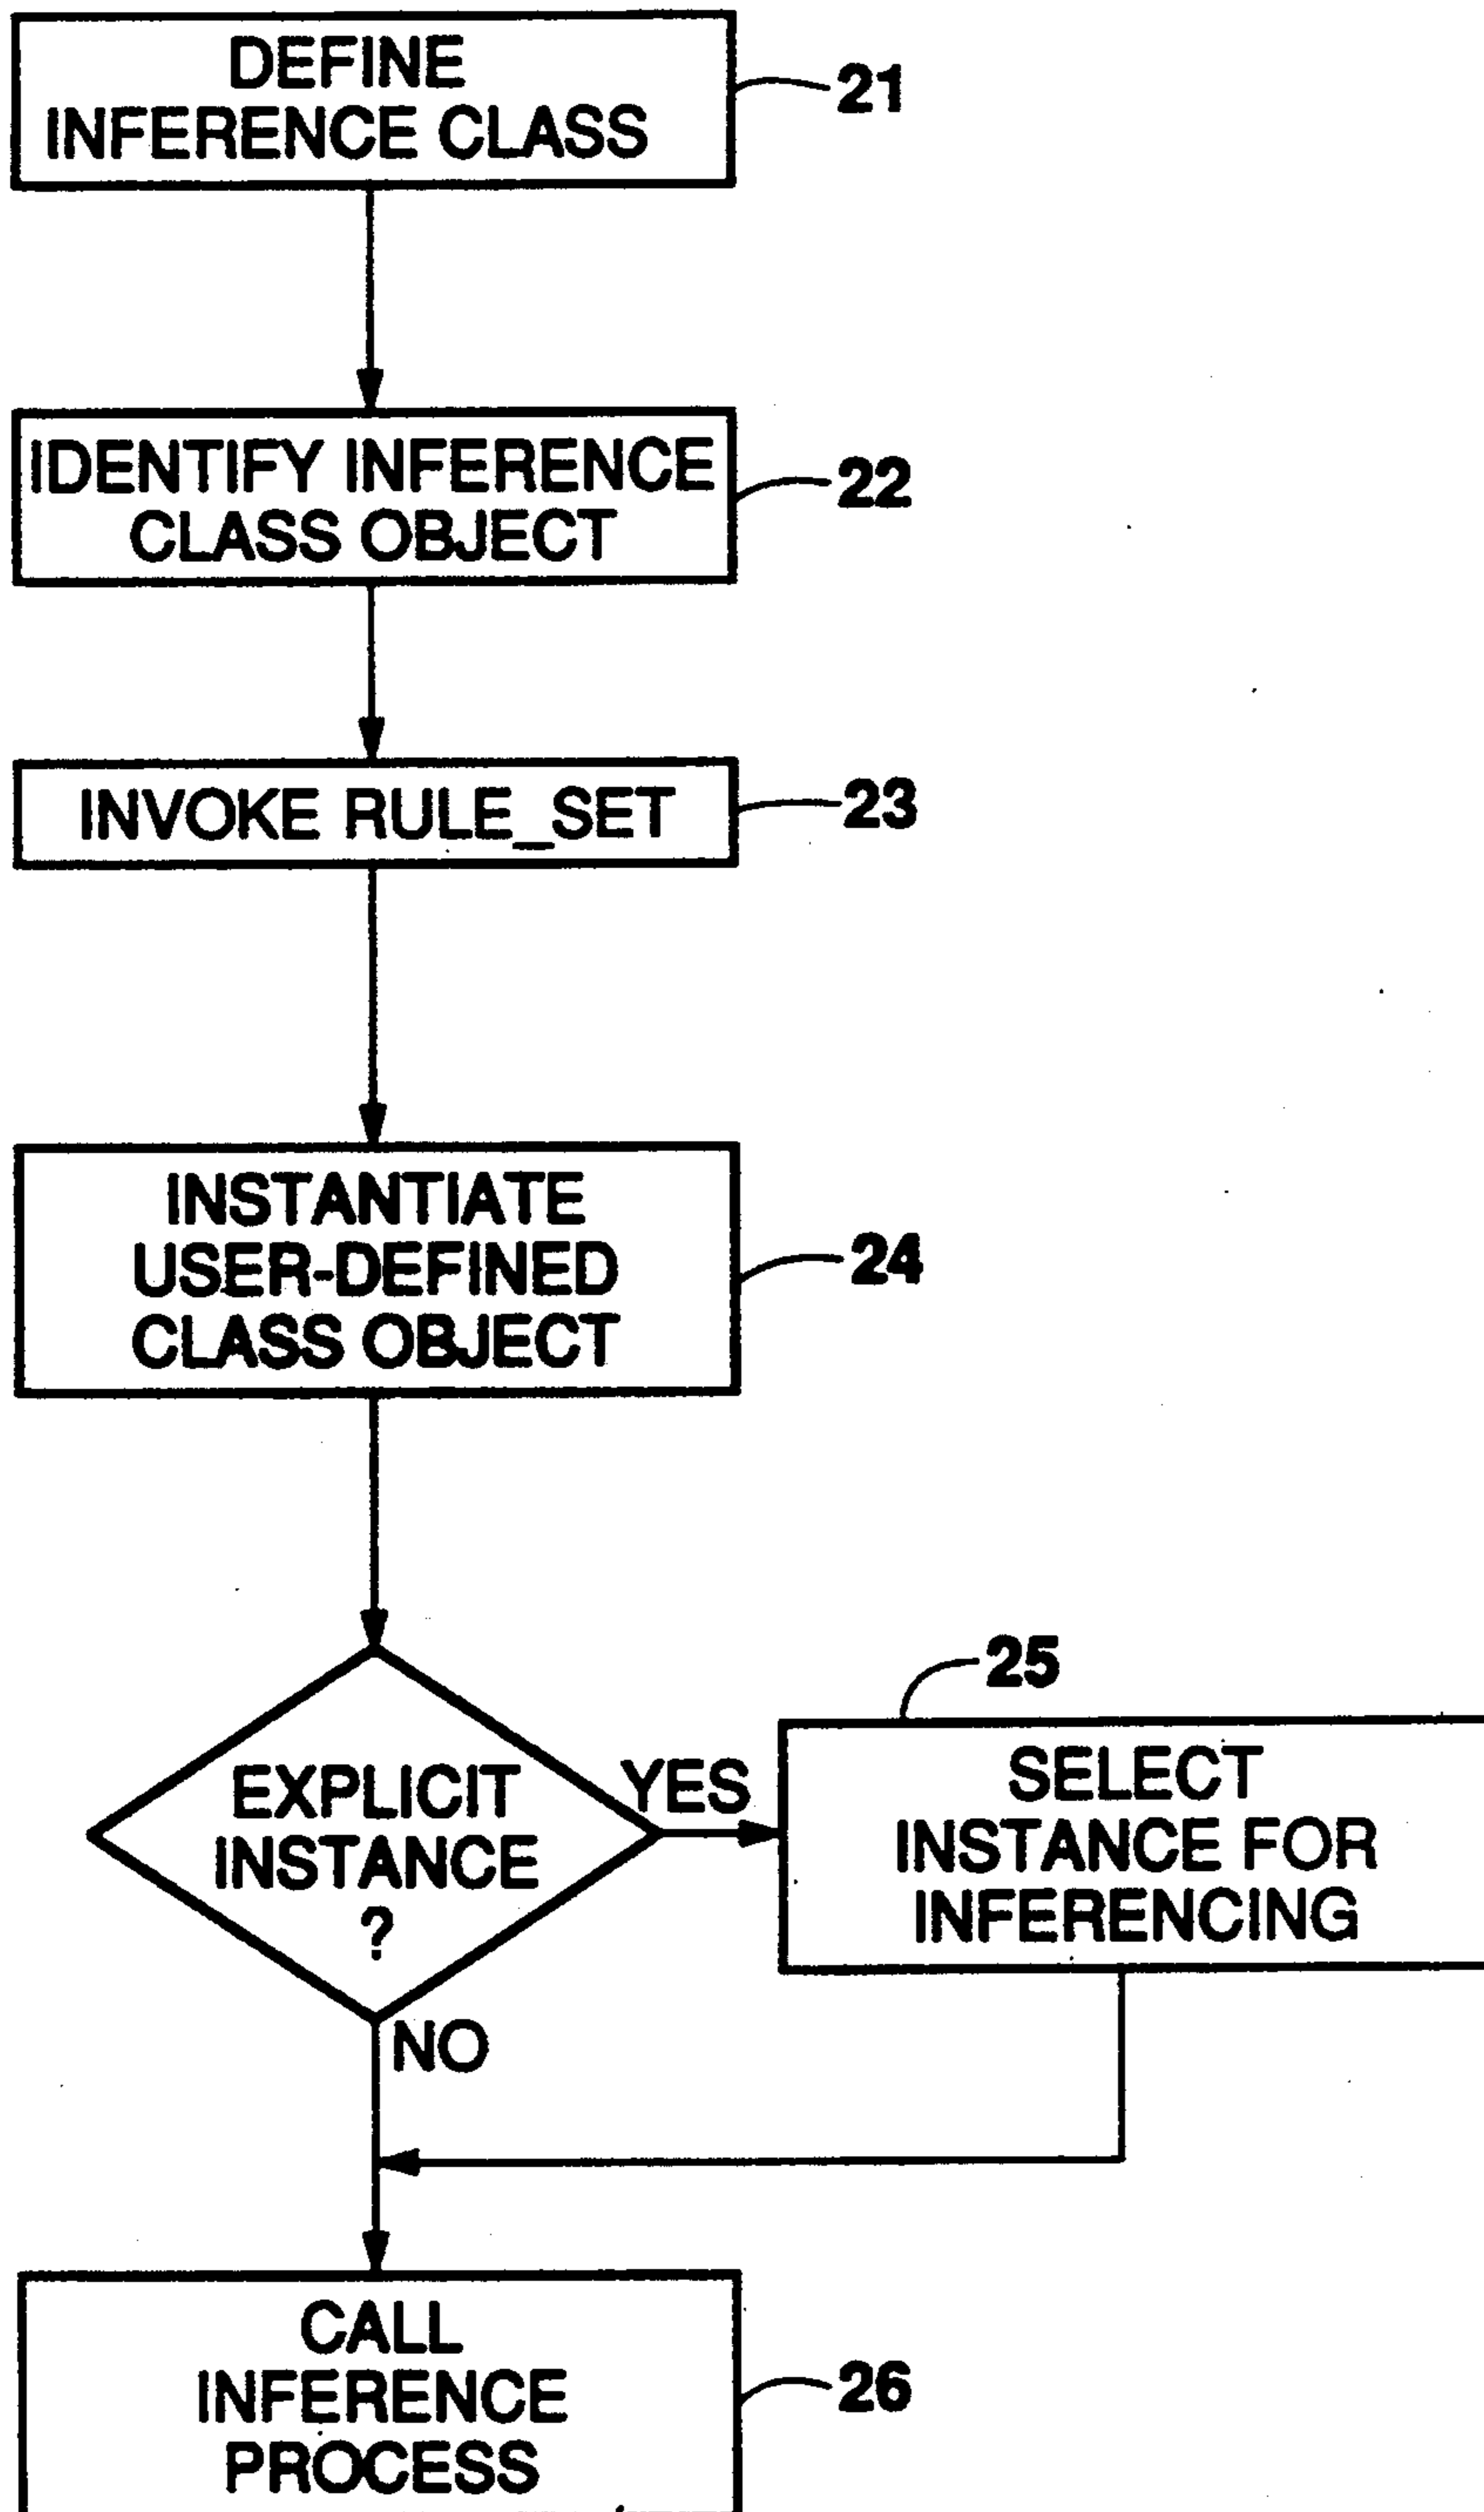 DEFINE
INFERENCE CLASS
21
IDENTIFY INFERENCE
CLASS OBJECT
22
INVOKE RULE_SET
23
INSTANTIATE
USER-DEFINED
CLASS OBJECT
24
25
EXPLICIT
INSTANCE
?
YES
SELECT
INSTANCE FOR
INFERENCING
NO
CALL
INFERENCE
PROCESS
26